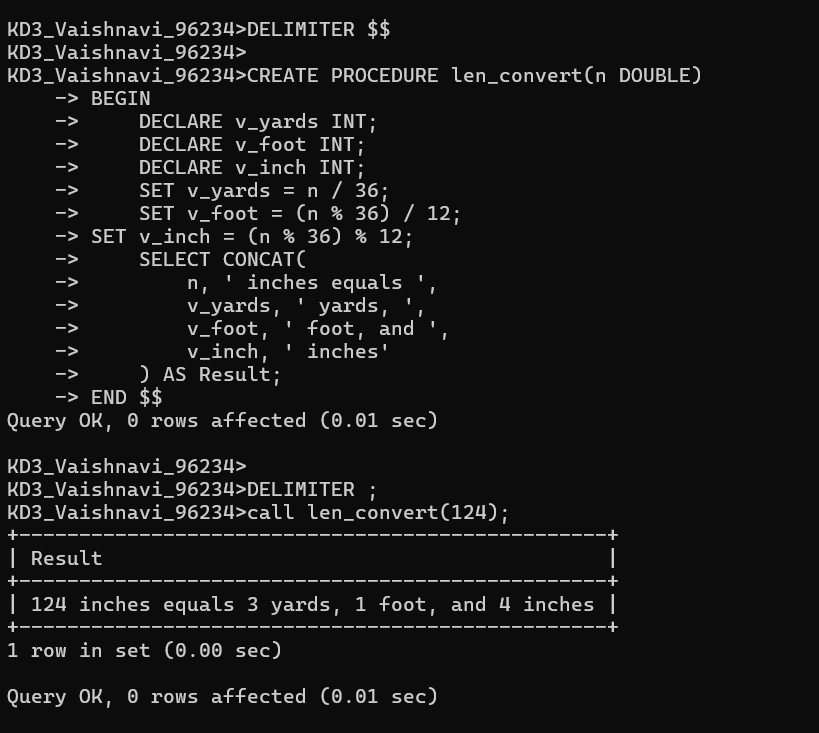 KD3_Vaishnavi_96234>DELIMITER $$
KD3_Vaishnavi_96234>
KD3_Vaishnavi_96234>CREATE PROCEDURE len_convert(n DOUBLE)
    -> BEGIN
    ->     DECLARE v_yards INT;
    ->     DECLARE v_foot INT;
    ->     DECLARE v_inch INT;
    ->     SET v_yards = n / 36;
    ->     SET v_foot = (n % 36) / 12;
    -> SET v_inch = (n % 36) % 12;
    ->     SELECT CONCAT(
    ->         n, ' inches equals ',
    ->         v_yards, ' yards, ',
    ->         v_foot, ' foot, and ',
    ->         v_inch, ' inches'
    ->     ) AS Result;
    -> END $$
Query OK, 0 rows affected (0.01 sec)
KD3_Vaishnavi_96234>
KD3_Vaishnavi_96234>DELIMITER ;
KD3_Vaishnavi_96234>call len_convert(124);
+-------------------------------------------------+
| Result                                          |
+-------------------------------------------------+
| 124 inches equals 3 yards, 1 foot, and 4 inches |
+-------------------------------------------------+
1 row in set (0.00 sec)
Query OK, 0 rows affected (0.01 sec)